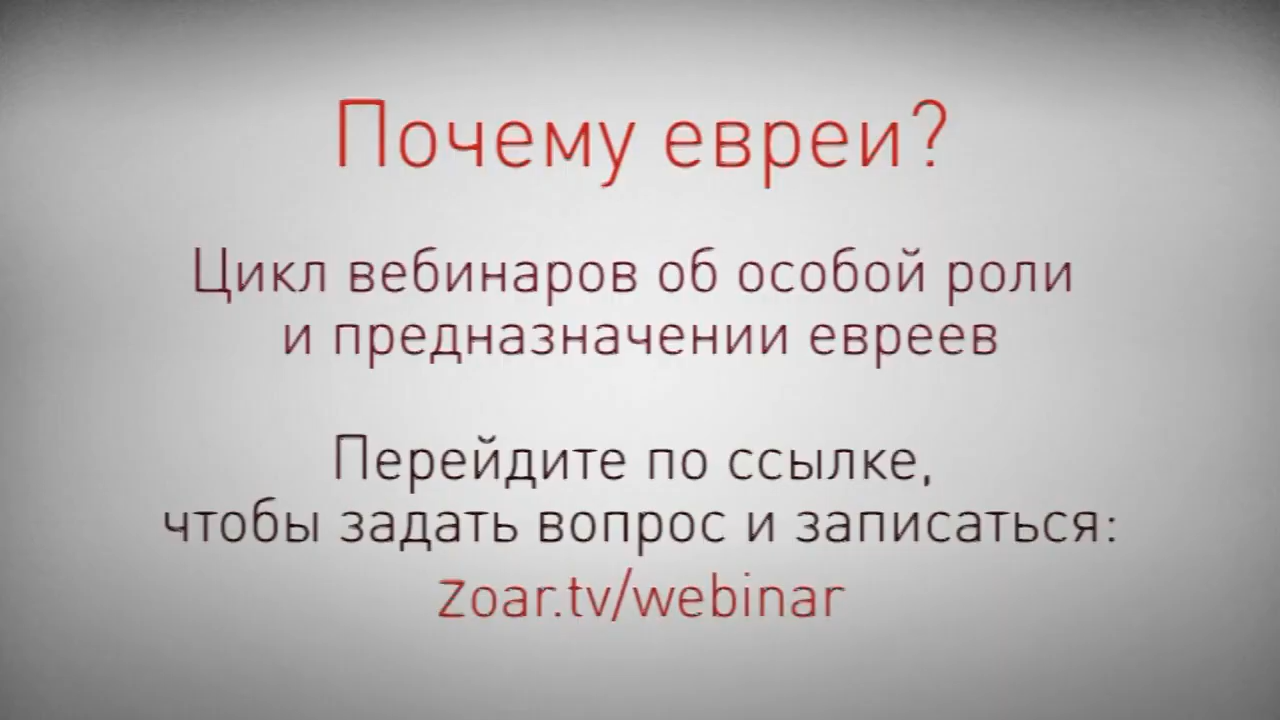 Почему евреи?
Цикл вебинаров об особой роли
и предназначении евреев
Перейдите по ссылке,
чтобы задать вопрос и записаться:
zoar.tv/webinar